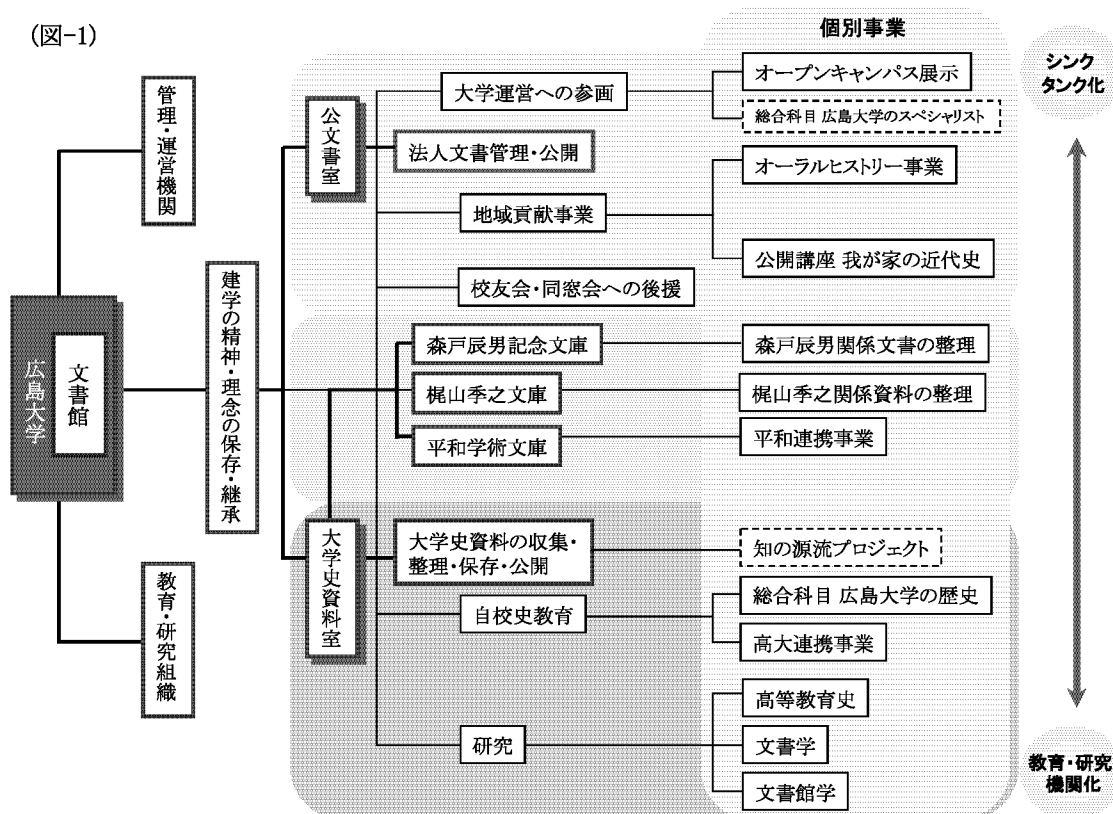 (図-1)
個別事業
シンク
タンク化
管理・運営機関
公文書室
大学運営への参画
オープンキャンパス展示
総合科目 広島大学のスペシャリスト
法人文書管理・公開
オーラルヒストリー事業
地域貢献事業
公開講座 我が家の近代史
校友会・同窓会への後援
広島大学
文書館
建学の精神・理念の保存・継承
森戸辰男記念文庫
森戸辰男関係文書の整理
梶山季之文庫
梶山季之関係資料の整理
平和学術文庫
平和連携事業
教育・研究組織
大学史資料室
大学史資料の収集・
整理・保存・公開
知の源流プロジェクト
総合科目 広島大学の歴史
自校史教育
高大連携事業
高等教育史
研究
文書学
文書館学
教育・研究
機関化